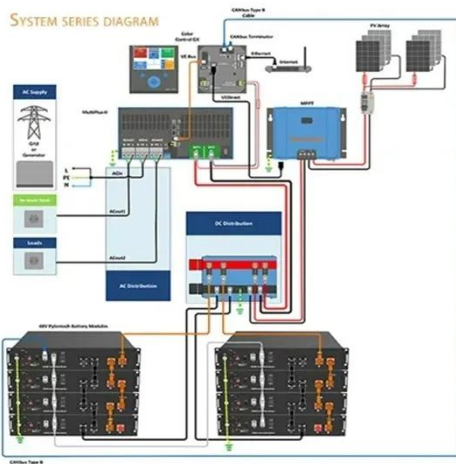 SYSTEM SERIES DIAGRAM
CANbus Type B
Cable
Color
Control GX
CANbus Terminator
PV Array
VE Bus
Ethernet
Internet
AC Supply
MultiPlus-II
VE.Direct
MPPT
Grid
or
Generator
L
PE
N
ACin
ACout1
Loads
DC Distribution
ACout2
AC Distribution
48V Pylontech Battery Modules
CANbus Type B